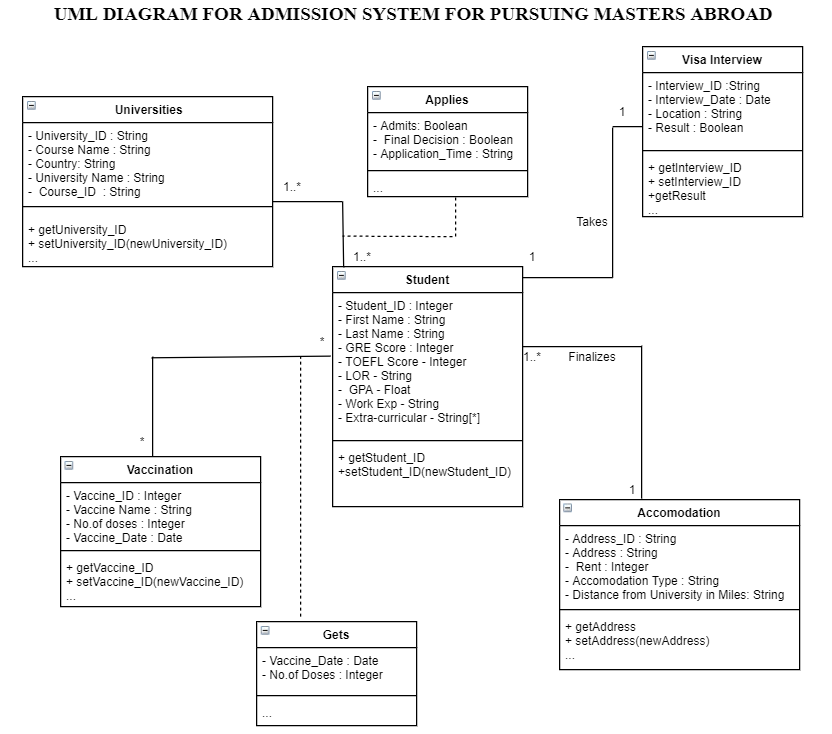 UML DIAGRAM FOR ADMISSION SYSTEM FOR PURSUING MASTERS ABROAD
Universities
- University_ID : String
- Course Name : String
- Country: String
- University Name : String
- Course_ID : String
+ getUniversity_ID
+ setUniversity_ID(newUniversity_ID)
...
Applies
- Admits: Boolean
- Final Decision : Boolean
- Application_Time : String
...
Visa Interview
- Interview_ID :String
- Interview_Date : Date
- Location : String
- Result : Boolean
+ getInterview_ID
+ setInterview_ID
+getResult
...
1..*
1..*
1
Takes
1
Student
- Student_ID : Integer
- First Name : String
- Last Name : String
- GRE Score : Integer
- TOEFL Score - Integer
- LOR - String
- GPA - Float
- Work Exp - String
- Extra-curricular - String[*]
+ getStudent_ID
+setStudent_ID(newStudent_ID)
*
*
1..*
Finalizes
1
Vaccination
- Vaccine_ID : Integer
- Vaccine Name : String
- No.of doses : Integer
- Vaccine_Date : Date
+ getVaccine_ID
+ setVaccine_ID(newVaccine_ID)
...
Accomodation
- Address_ID : String
- Address : String
- Rent : Integer
- Accomodation Type : String
- Distance from University in Miles: String
+ getAddress
+ setAddress(newAddress)
...
Gets
- Vaccine_Date : Date
- No.of Doses : Integer
...